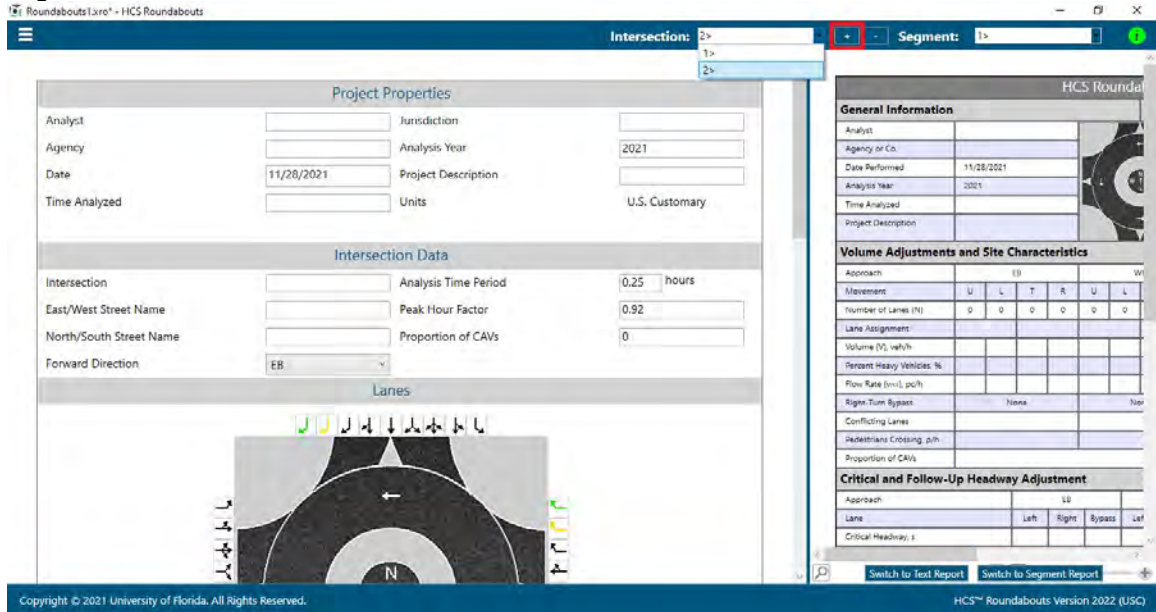 Roundabouts1.xro* - HCS Roundabouts
Intersection: 2> + - Segment: 1> i
1>
2>
Project Properties
Analyst Jurisdiction
Agency Analysis Year 2021
Date 11/28/2021 Project Description
Time Analyzed Units U.S. Customary
Intersection Data
Intersection Analysis Time Period 0.25 hours
East/West Street Name Peak Hour Factor 0.92
North/South Street Name Proportion of CAVs 0
Forward Direction EB
Lanes
N
HCS Roundal
General Information
Analyst
Agency or Co.
Date Performed 11/28/2021
Analysis Year 2021
Time Analyzed
Project Description
Volume Adjustments and Site Characteristics
Approach EB W
Movement U L T R U L
Number of Lanes (N) 0 0 0 0 0 0
Lane Assignment
Volume (V), veh/h
Percent Heavy Vehicles, %
Flow Rate (vPCE), pc/h
Right-Turn Bypass None Nor
Conflicting Lanes
Pedestrians Crossing, p/h
Proportion of CAVs
Critical and Follow-Up Headway Adjustment
Approach EB
Lane Left Right Bypass Lef
Critical Headway, s
Switch to Text Report Switch to Segment Report
Copyright © 2021 University of Florida. All Rights Reserved. HCS™ Roundabouts Version 2022 (USC)